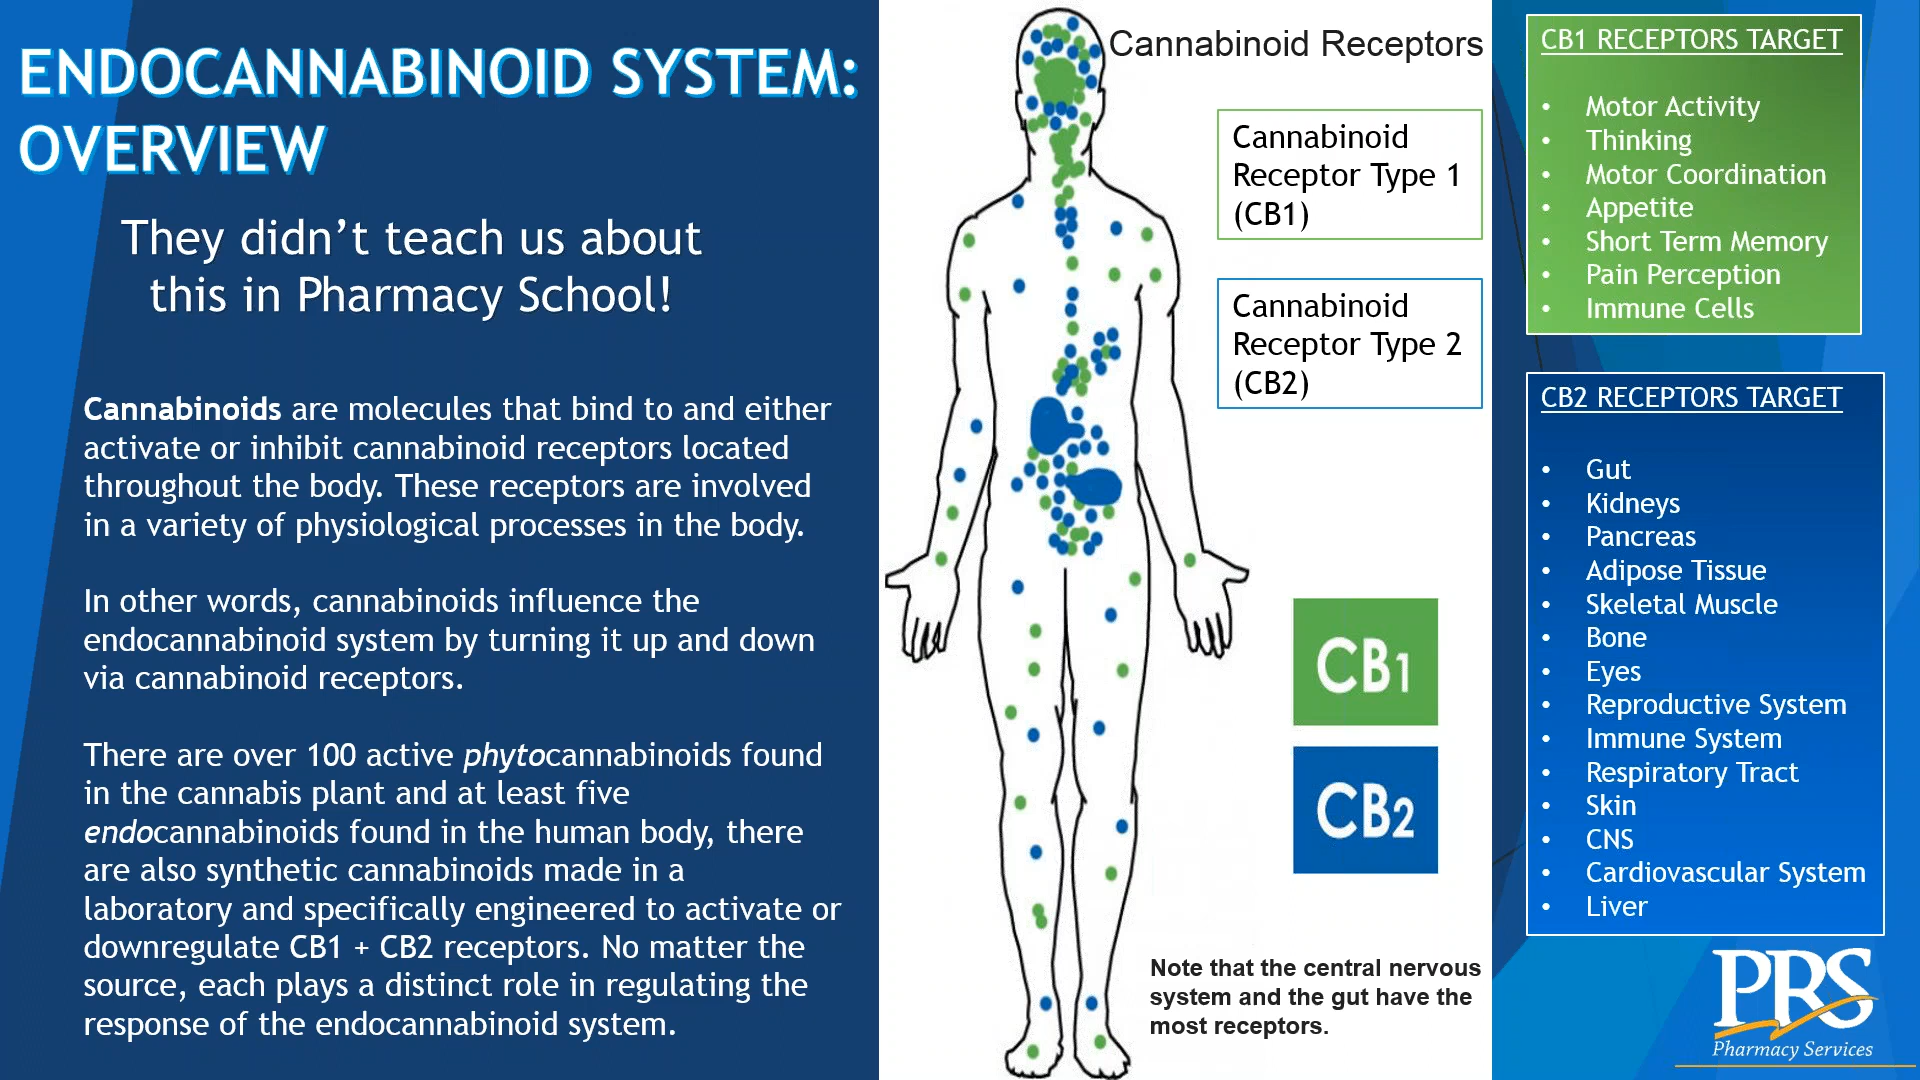 ENDOCANNABINOID SYSTEM:
OVERVIEW
They didn’t teach us about
this in Pharmacy School!
Cannabinoids are molecules that bind to and either
activate or inhibit cannabinoid receptors located
throughout the body. These receptors are involved
in a variety of physiological processes in the body.
In other words, cannabinoids influence the
endocannabinoid system by turning it up and down
via cannabinoid receptors.
There are over 100 active phytocannabinoids found
in the cannabis plant and at least five
endocannabinoids found in the human body, there
are also synthetic cannabinoids made in a
laboratory and specifically engineered to activate or
downregulate CB1 + CB2 receptors. No matter the
source, each plays a distinct role in regulating the
response of the endocannabinoid system.
Cannabinoid Receptors
Cannabinoid
Receptor Type 1
(CB1)
Cannabinoid
Receptor Type 2
(CB2)
CB1
CB2
Note that the central nervous
system and the gut have the
most receptors.
CB1 RECEPTORS TARGET
• Motor Activity
• Thinking
• Motor Coordination
• Appetite
• Short Term Memory
• Pain Perception
• Immune Cells
CB2 RECEPTORS TARGET
• Gut
• Kidneys
• Pancreas
• Adipose Tissue
• Skeletal Muscle
• Bone
• Eyes
• Reproductive System
• Immune System
• Respiratory Tract
• Skin
• CNS
• Cardiovascular System
• Liver
PRS
Pharmacy Services